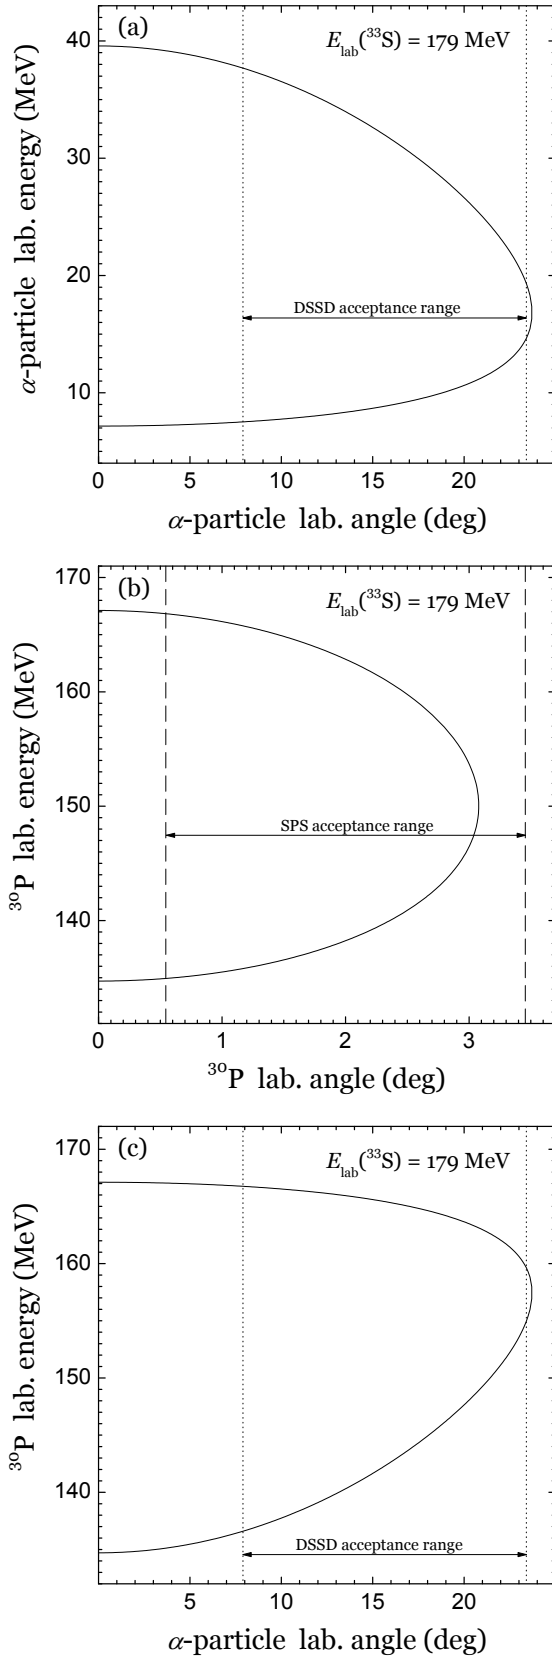 (a)
E_lab(³³S) = 179 MeV
40
30
20
10
α-particle lab. energy (MeV)
DSSD acceptance range
0 5 10 15 20
α-particle lab. angle (deg)
(b)
E_lab(³³S) = 179 MeV
170
160
150
140
³⁰P lab. energy (MeV)
SPS acceptance range
0 1 2 3
³⁰P lab. angle (deg)
(c)
E_lab(³³S) = 179 MeV
170
160
150
140
³⁰P lab. energy (MeV)
DSSD acceptance range
5 10 15 20
α-particle lab. angle (deg)